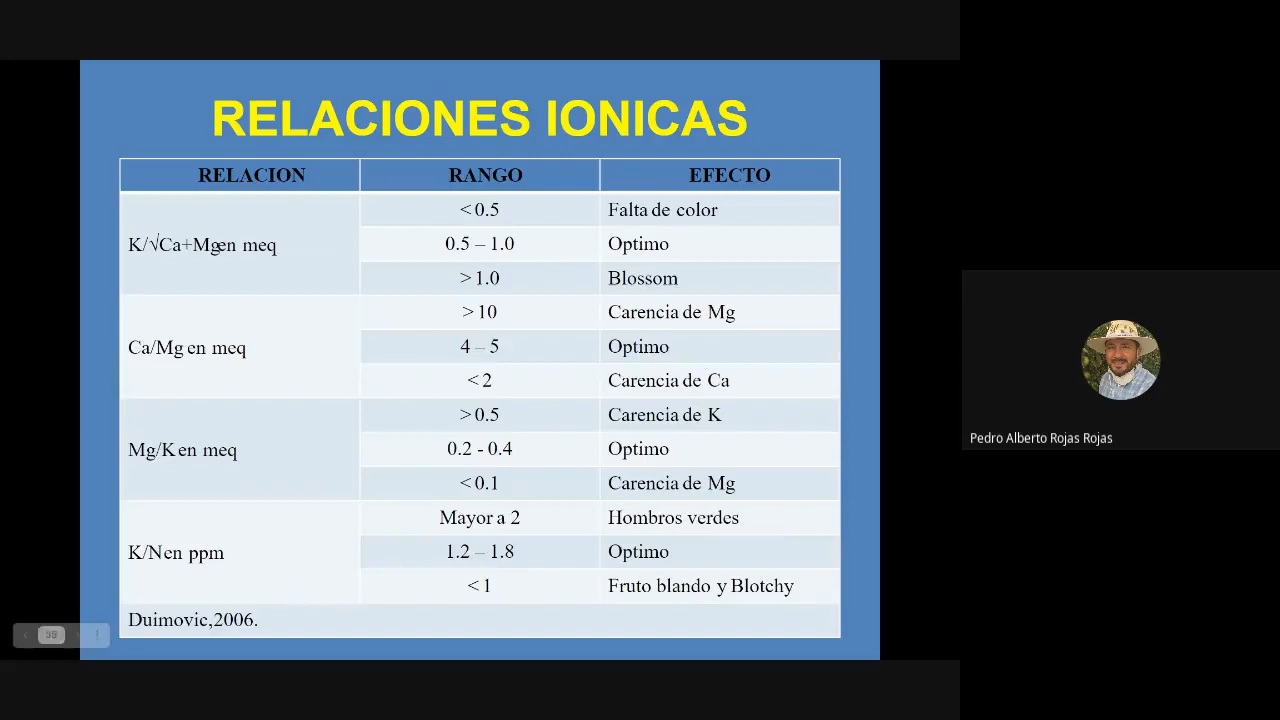 RELACIONES IONICAS
RELACION RANGO EFECTO
K/√Ca+Mgen meq
< 0.5 Falta de color
0.5 – 1.0 Optimo
> 1.0 Blossom
Ca/Mg en meq
> 10 Carencia de Mg
4 – 5 Optimo
< 2 Carencia de Ca
Mg/K en meq
> 0.5 Carencia de K
0.2 - 0.4 Optimo
< 0.1 Carencia de Mg
K/N en ppm
Mayor a 2 Hombros verdes
1.2 – 1.8 Optimo
< 1 Fruto blando y Blotchy
Duimovic,2006.
Pedro Alberto Rojas Rojas